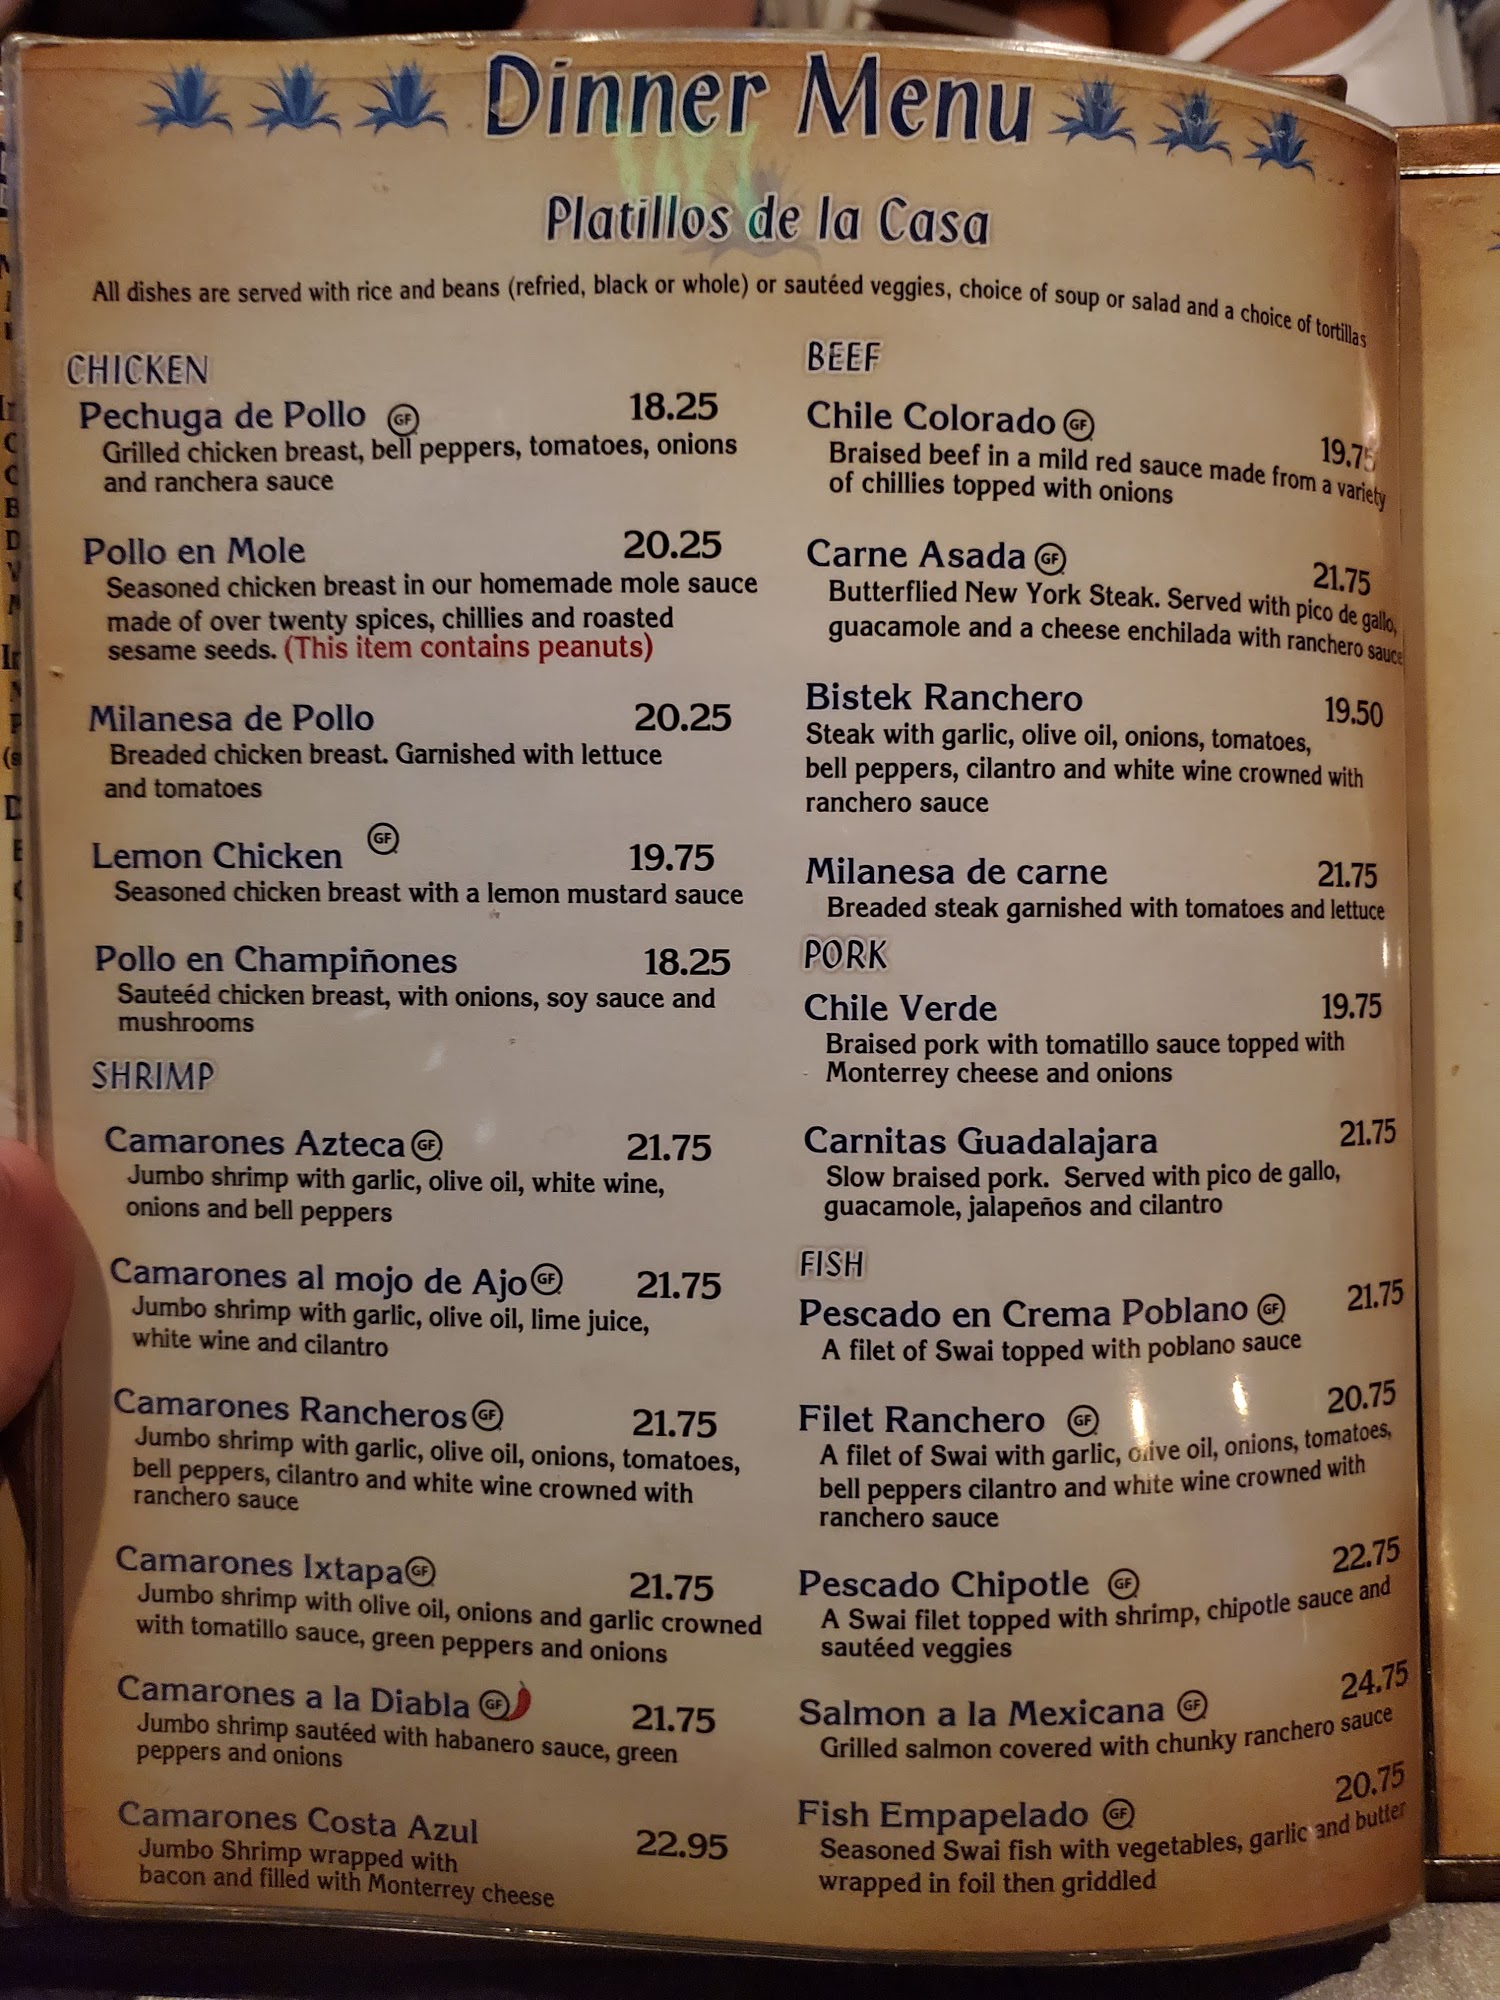 Dinner Menu
Platillos de la Casa
All dishes are served with rice and beans (refried, black or whole) or sautéed veggies, choice of soup or salad and a choice of tortillas
CHICKEN
Pechuga de Pollo GF 18.25
Grilled chicken breast, bell peppers, tomatoes, onions
and ranchera sauce
Pollo en Mole 20.25
Seasoned chicken breast in our homemade mole sauce
made of over twenty spices, chillies and roasted
sesame seeds. (This item contains peanuts)
Milanesa de Pollo 20.25
Breaded chicken breast. Garnished with lettuce
and tomatoes
Lemon Chicken GF 19.75
Seasoned chicken breast with a lemon mustard sauce
Pollo en Champiñones 18.25
Sauteéd chicken breast, with onions, soy sauce and
mushrooms
SHRIMP
Camarones Azteca GF 21.75
Jumbo shrimp with garlic, olive oil, white wine,
onions and bell peppers
Camarones al mojo de Ajo GF 21.75
Jumbo shrimp with garlic, olive oil, lime juice,
white wine and cilantro
Camarones Rancheros GF 21.75
Jumbo shrimp with garlic, olive oil, onions, tomatoes,
bell peppers, cilantro and white wine crowned with
ranchero sauce
Camarones Ixtapa GF 21.75
Jumbo shrimp with olive oil, onions and garlic crowned
with tomatillo sauce, green peppers and onions
Camarones a la Diabla GF 21.75
Jumbo shrimp sautéed with habanero sauce, green
peppers and onions
Camarones Costa Azul 22.95
Jumbo Shrimp wrapped with
bacon and filled with Monterrey cheese
BEEF
Chile Colorado GF 19.75
Braised beef in a mild red sauce made from a variety
of chillies topped with onions
Carne Asada GF 21.75
Butterflied New York Steak. Served with pico de gallo,
guacamole and a cheese enchilada with ranchero sauce
Bistek Ranchero 19.50
Steak with garlic, olive oil, onions, tomatoes,
bell peppers, cilantro and white wine crowned with
ranchero sauce
Milanesa de carne 21.75
Breaded steak garnished with tomatoes and lettuce
PORK
Chile Verde 19.75
Braised pork with tomatillo sauce topped with
Monterrey cheese and onions
Carnitas Guadalajara 21.75
Slow braised pork. Served with pico de gallo,
guacamole, jalapeños and cilantro
FISH
Pescado en Crema Poblano GF 21.75
A filet of Swai topped with poblano sauce
Filet Ranchero GF 20.75
A filet of Swai with garlic, olive oil, onions, tomatoes,
bell peppers cilantro and white wine crowned with
ranchero sauce
Pescado Chipotle GF 22.75
A Swai filet topped with shrimp, chipotle sauce and
sautéed veggies
Salmon a la Mexicana GF 24.75
Grilled salmon covered with chunky ranchero sauce
Fish Empapelado GF 20.75
Seasoned Swai fish with vegetables, garlic and butter
wrapped in foil then griddled